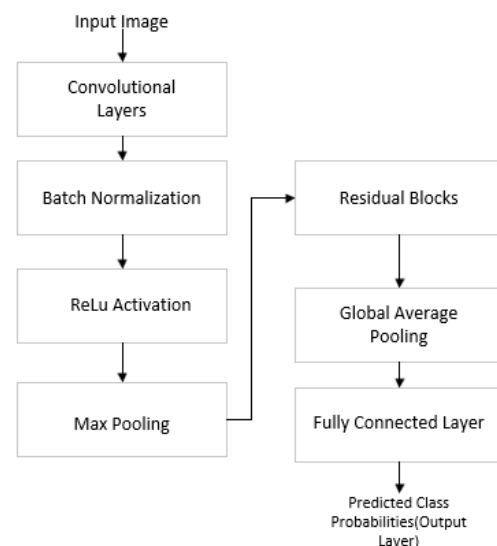 Input Image
Convolutional
Layers
Batch Normalization
ReLu Activation
Max Pooling
Residual Blocks
Global Average
Pooling
Fully Connected Layer
Predicted Class
Probabilities(Output
Layer)